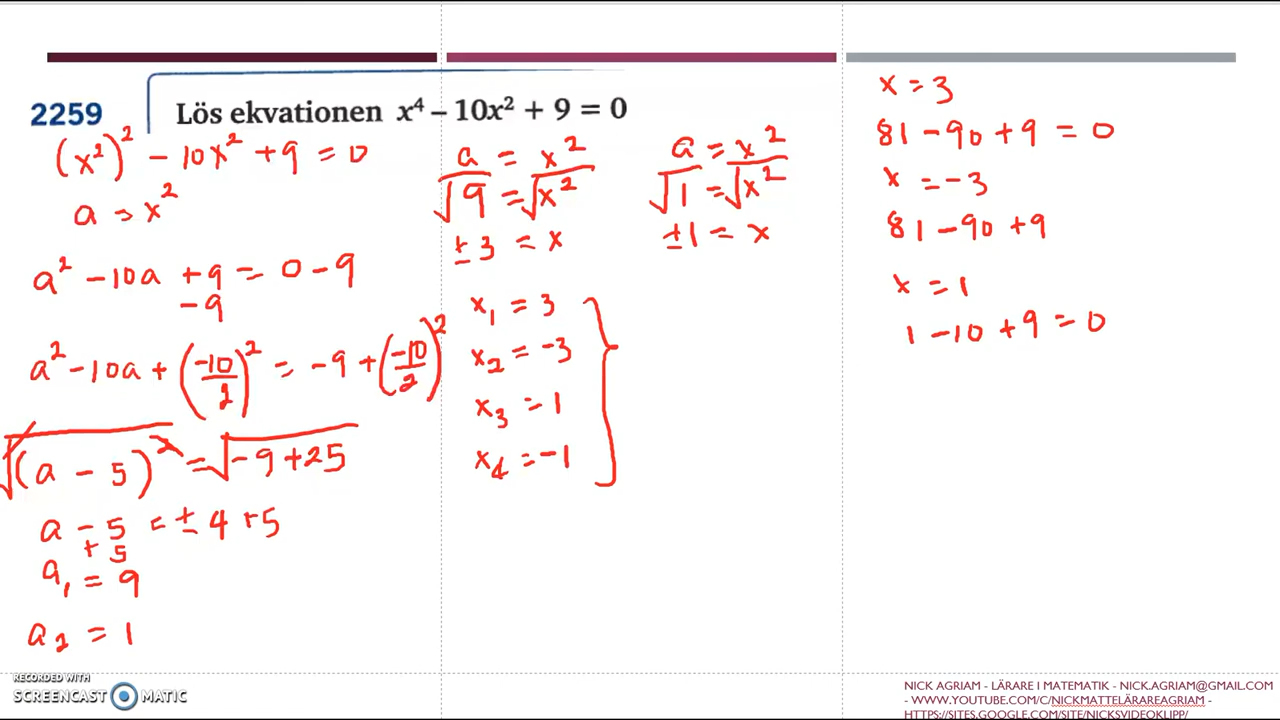 2259 Lös ekvationen x⁴ – 10x² + 9 = 0
(x²)² - 10x² + 9 = 0
a = x²
a² - 10a + 9 = 0 - 9
- 9
a² - 10a + (-10/2)² = -9 + (-10/2)²
√(a - 5)² = √-9+25
a - 5 = ± 4 + 5
+ 5
a₁ = 9
a₂ = 1
a = x²
√9 = √x²
± 3 = x
x₁ = 3
x₂ = -3
x₃ = 1
x₄ = -1
a = x²
√1 = √x²
±1 = x
x = 3
81 - 90 + 9 = 0
x = -3
81 - 90 + 9
x = 1
1 - 10 + 9 = 0
RECORDED WITH
SCREENCAST MATIC
NICK AGRIAM - LÄRARE I MATEMATIK - NICK.AGRIAM@GMAIL.COM
- WWW.YOUTUBE.COM/C/NICKMATTELÄRAREAGRIAM -
HTTPS://SITES.GOOGLE.COM/SITE/NICKSVIDEOKLIPP/